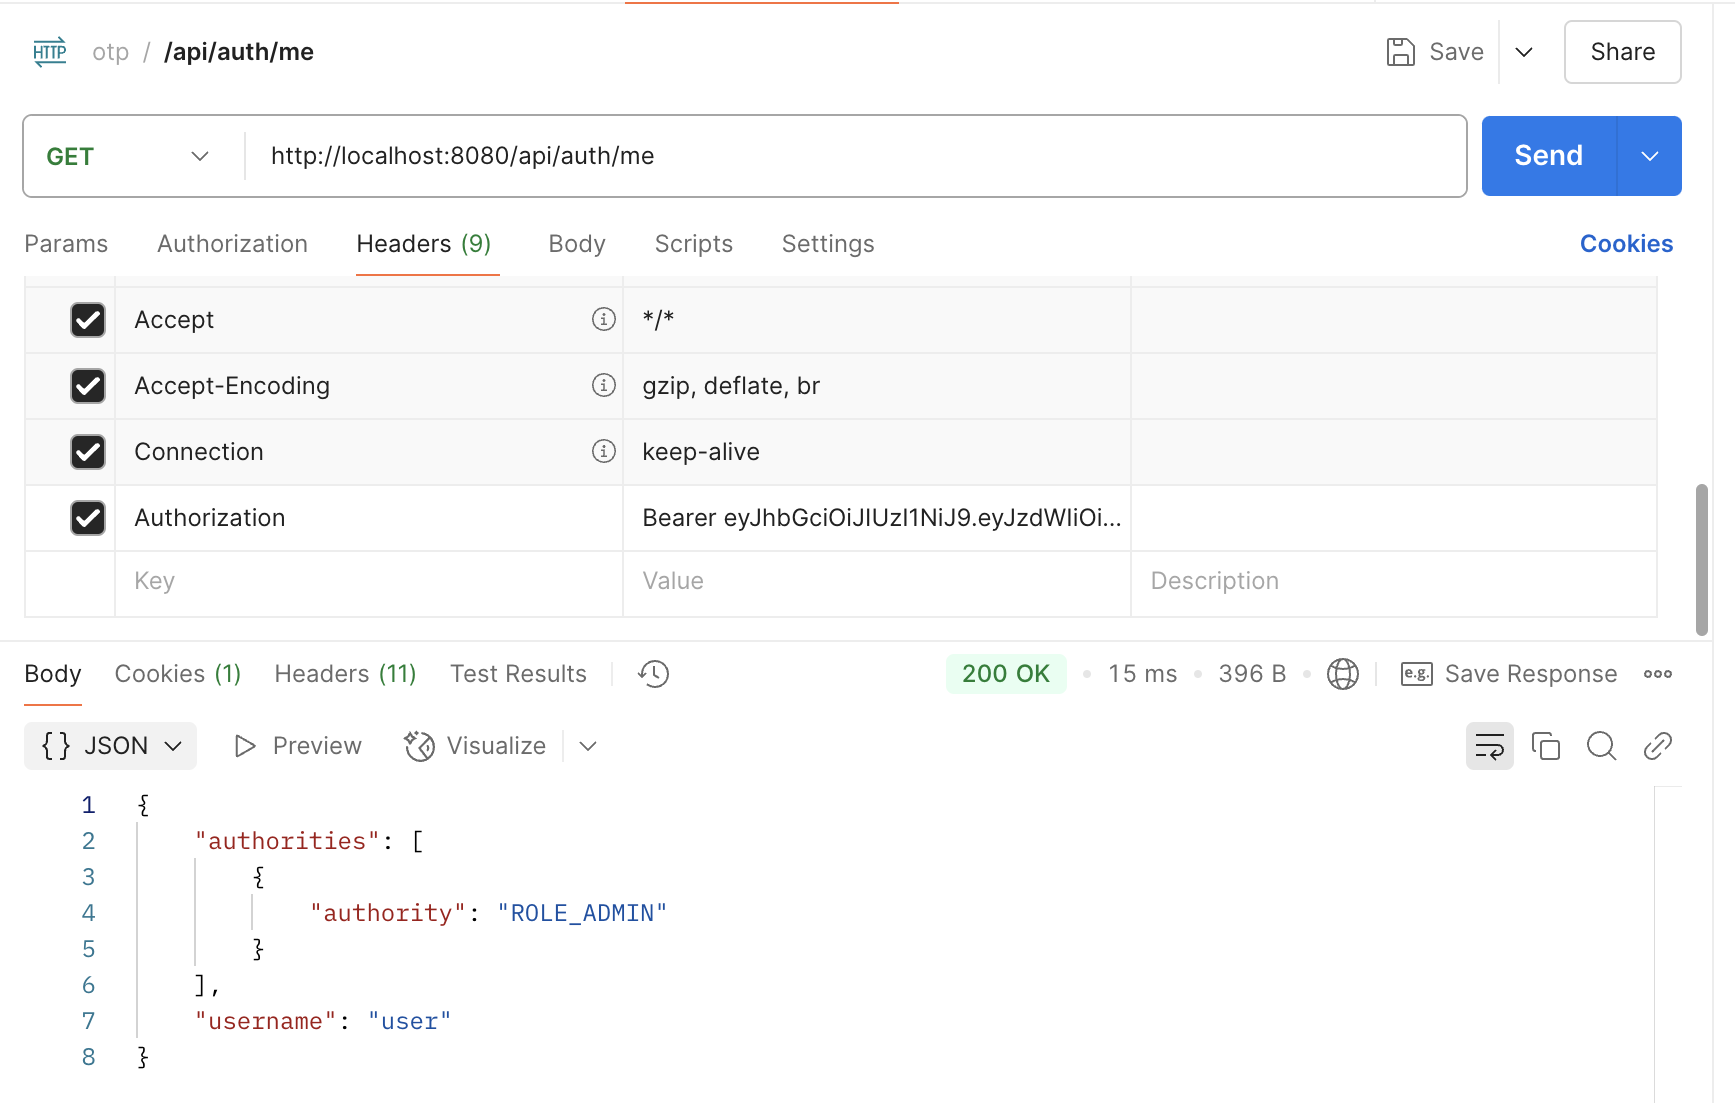 HTTP otp / /api/auth/me Save Share
GET http://localhost:8080/api/auth/me Send
Params Authorization Headers (9) Body Scripts Settings Cookies
Accept */*
Accept-Encoding gzip, deflate, br
Connection keep-alive
Authorization Bearer eyJhbGciOiJIUzI1NiJ9.eyJzdWIiOi...
Key Value Description
Body Cookies (1) Headers (11) Test Results 200 OK • 15 ms • 396 B • e.g. Save Response
{} JSON Preview Visualize
1 {
2 "authorities": [
3 {
4 "authority": "ROLE_ADMIN"
5 }
6 ],
7 "username": "user"
8 }